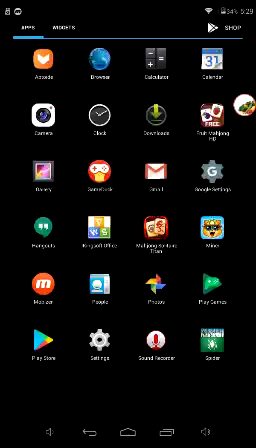 34% 5:29
APPS WIDGETS SHOP
Aptoide Browser Calculator Calendar
31
Camera Clock Downloads Fruit Mahjong
HD
FREE
Gallery GameDuck Gmail Google Settings
Hangouts Kingsoft Office Mahjong Solitaire Miner
Titan
Mobizen People Photos Play Games
Play Store Settings Sound Recorder Spider